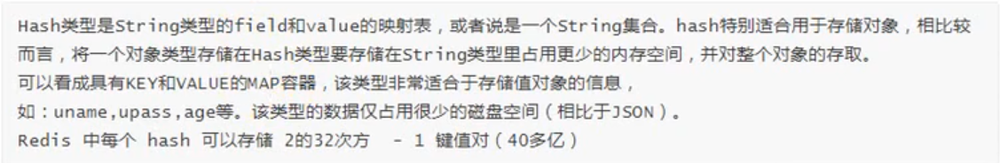 Hash类型是String类型的field和value的映射表，或者说是一个String集合。hash特别适合用于存储对象，相比较
而言，将一个对象类型存储在Hash类型要存储在String类型里占用更少的内存空间，并对整个对象的存取。
可以看成具有KEY和VALUE的MAP容器，该类型非常适合于存储值对象的信息，
如：uname,upass,age等。该类型的数据仅占用很少的磁盘空间（相比于JSON）。
Redis 中每个 hash 可以存储 2的32次方  - 1 键值对（40多亿）